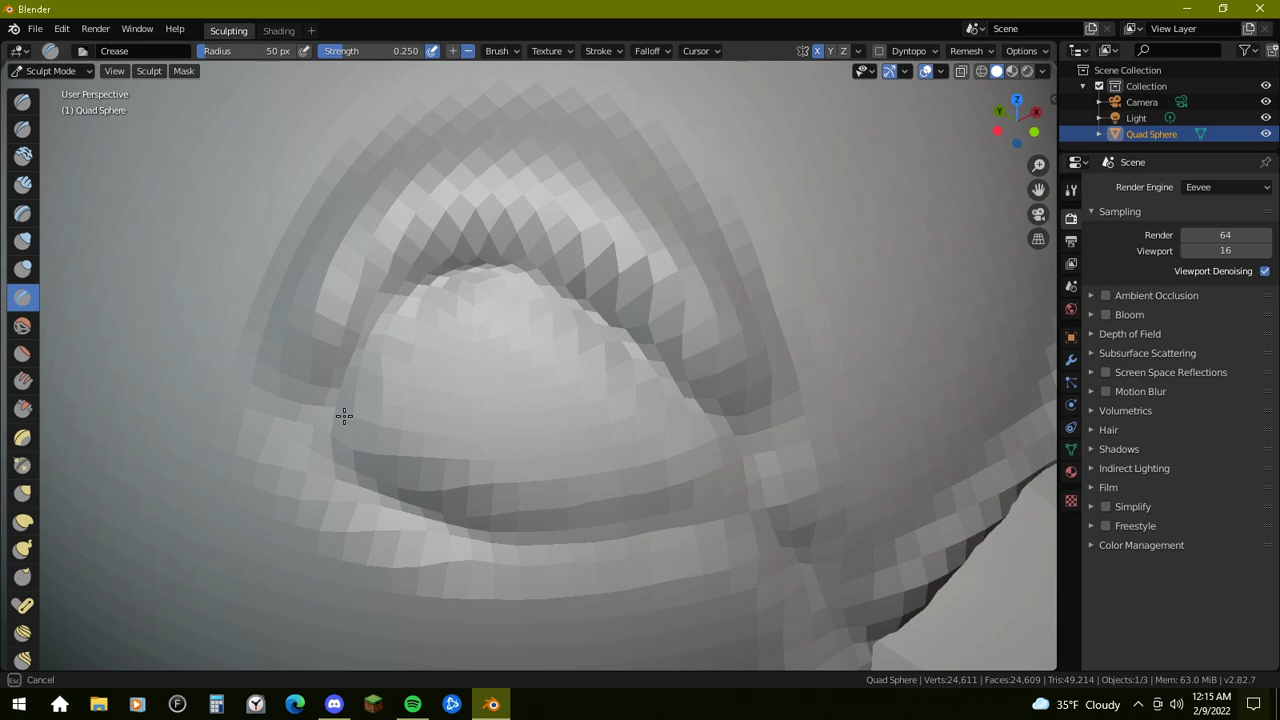 Blender
File Edit Render Window Help Sculpting Shading + Scene View Layer
Crease Radius 50 px Strength 0.250 Brush Texture Stroke Falloff Cursor X Y Z Dyntopo Remesh Options
Sculpt Mode View Sculpt Mask
User Perspective
(1) Quad Sphere
Z
Y
X
Scene Collection
Collection
Camera
Light
Quad Sphere
Scene
Render Engine Eevee
Sampling
Render 64
Viewport 16
Viewport Denoising
Ambient Occlusion
Bloom
Depth of Field
Subsurface Scattering
Screen Space Reflections
Motion Blur
Volumetrics
Hair
Shadows
Indirect Lighting
Film
Simplify
Freestyle
Color Management
Esc Cancel Quad Sphere | Verts:24,611 | Faces:24,609 | Tris:49,214 | Objects:1/3 | Mem: 63.0 MiB | v2.82.7
35°F Cloudy
12:15 AM
2/9/2022